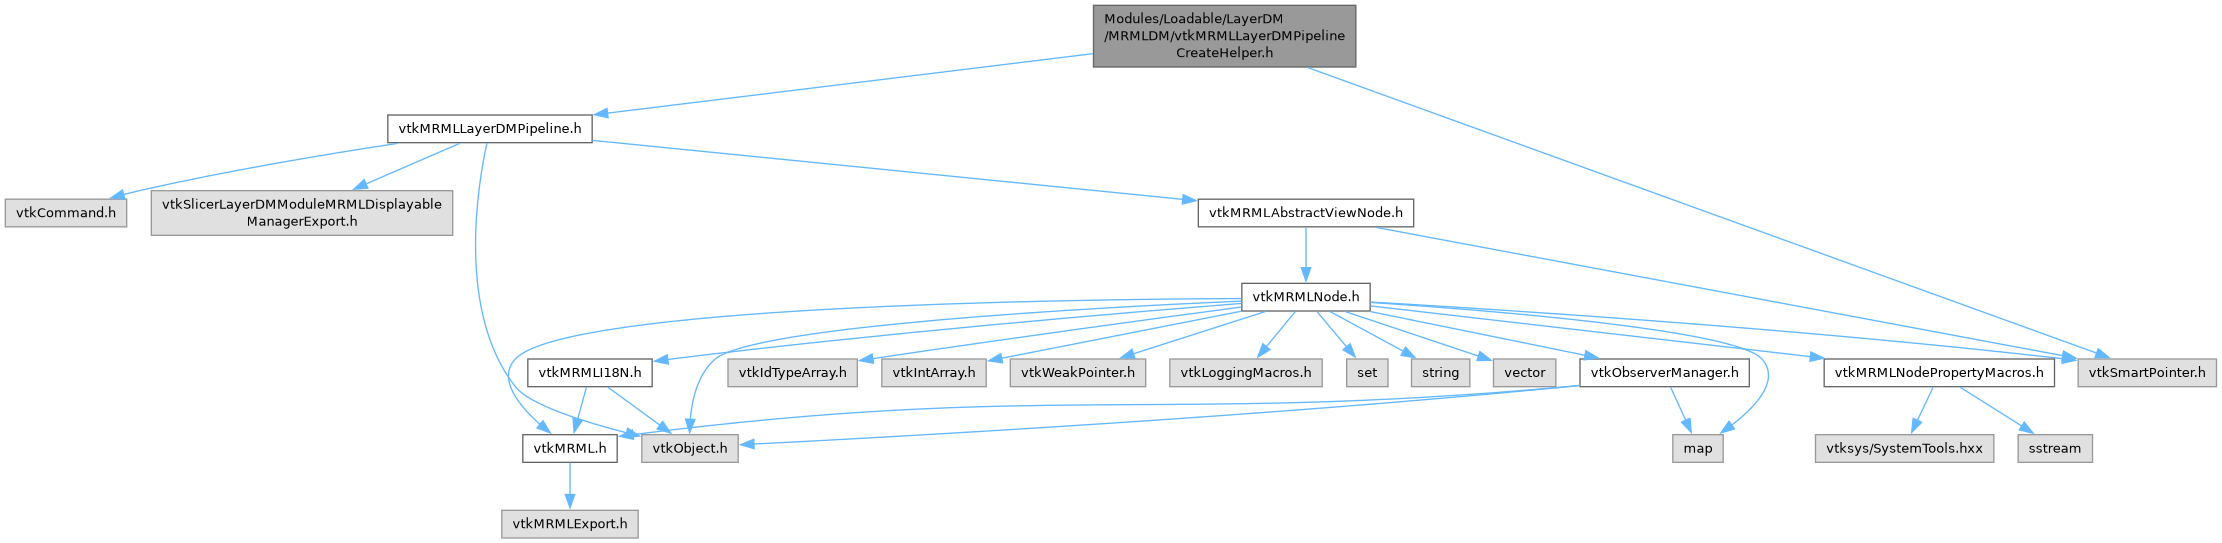 Modules/Loadable/LayerDM
/MRMLDM/vtkMRMLLayerDMPipeline
CreateHelper.h
vtkMRMLLayerDMPipeline.h
vtkCommand.h
vtkSlicerLayerDMModuleMRMLDisplayable
ManagerExport.h
vtkMRMLAbstractViewNode.h
vtkMRMLNode.h
vtkMRMLI18N.h
vtkIdTypeArray.h
vtkIntArray.h
vtkWeakPointer.h
vtkLoggingMacros.h
set
string
vector
vtkObserverManager.h
vtkMRMLNodePropertyMacros.h
vtkSmartPointer.h
vtkMRML.h
vtkObject.h
map
vtksys/SystemTools.hxx
sstream
vtkMRMLExport.h